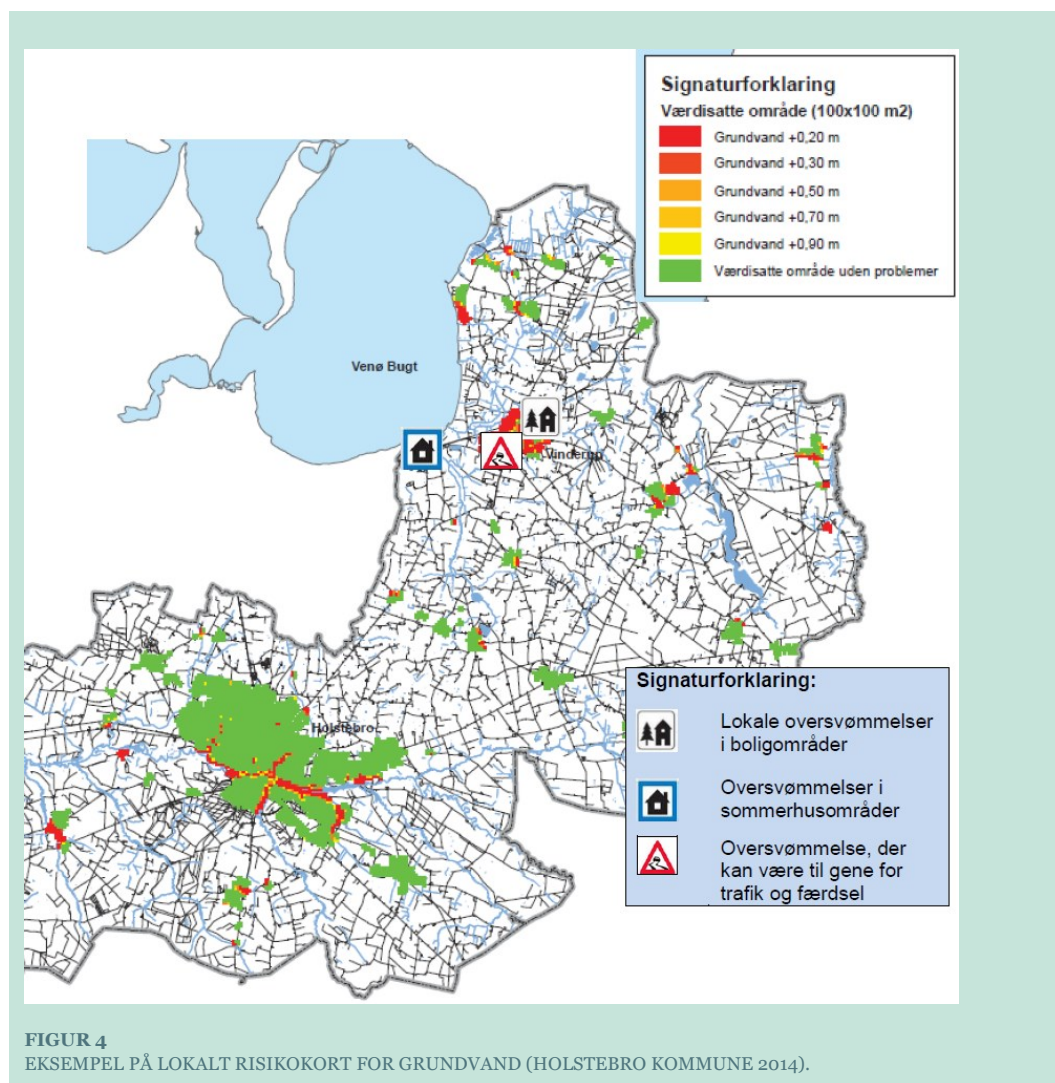 Signaturforklaring
Værdisatte område (100x100 m2)
Grundvand +0,20 m
Grundvand +0,30 m
Grundvand +0,50 m
Grundvand +0,70 m
Grundvand +0,90 m
Værdisatte område uden problemer
Venø Bugt
Vinderup
Holstebro
Signaturforklaring:
Lokale oversvømmelser
i boligområder
Oversvømmelser i
sommerhusområder
Oversvømmelse, der
kan være til gene for
trafik og færdsel
FIGUR 4
EKSEMPEL PÅ LOKALT RISIKOKORT FOR GRUNDVAND (HOLSTEBRO KOMMUNE 2014).